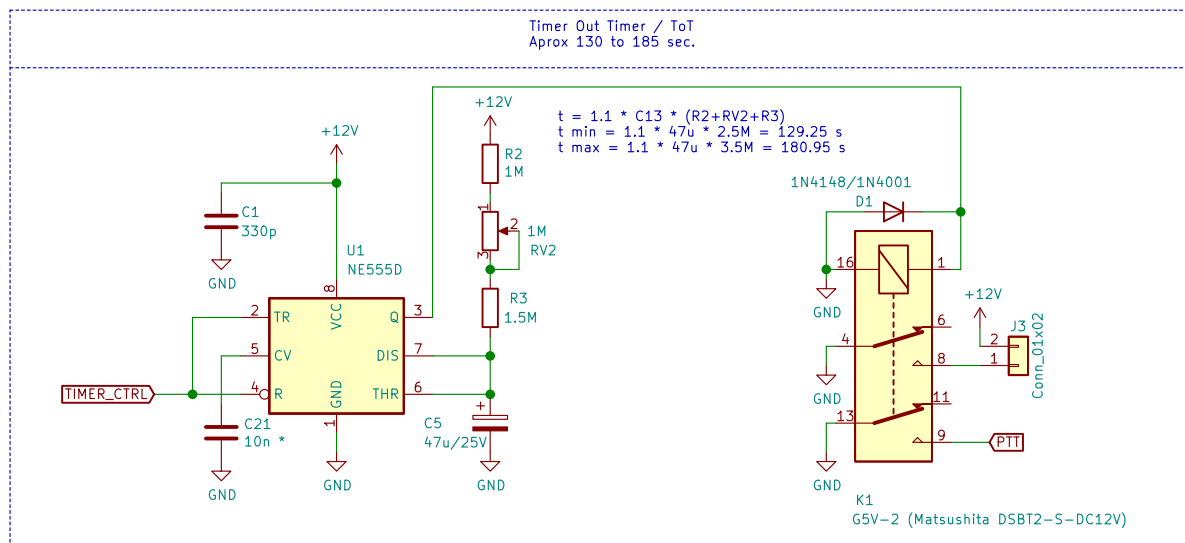 Timer Out Timer / ToT
Aprox 130 to 185 sec.
+12V
t = 1.1 * C13 * (R2+RV2+R3)
t min = 1.1 * 47u * 2.5M = 129.25 s
t max = 1.1 * 47u * 3.5M = 180.95 s
+12V
R2
1M
1N4148/1N4001
D1
C1
330p
1
2
3
1M
RV2
GND
U1
NE555D
8
VCC
16
1
GND
R3
1.5M
+12V
2
TR
Q
3
6
J3
Conn_01x02
4
2
5
CV
DIS
7
8
1
GND
TIMER_CTRL
4
R
GND
THR
6
11
1
+
C5
47u/25V
13
C21
10n *
9
PTT
GND
GND
GND
GND
K1
G5V-2 (Matsushita DSBT2-S-DC12V)